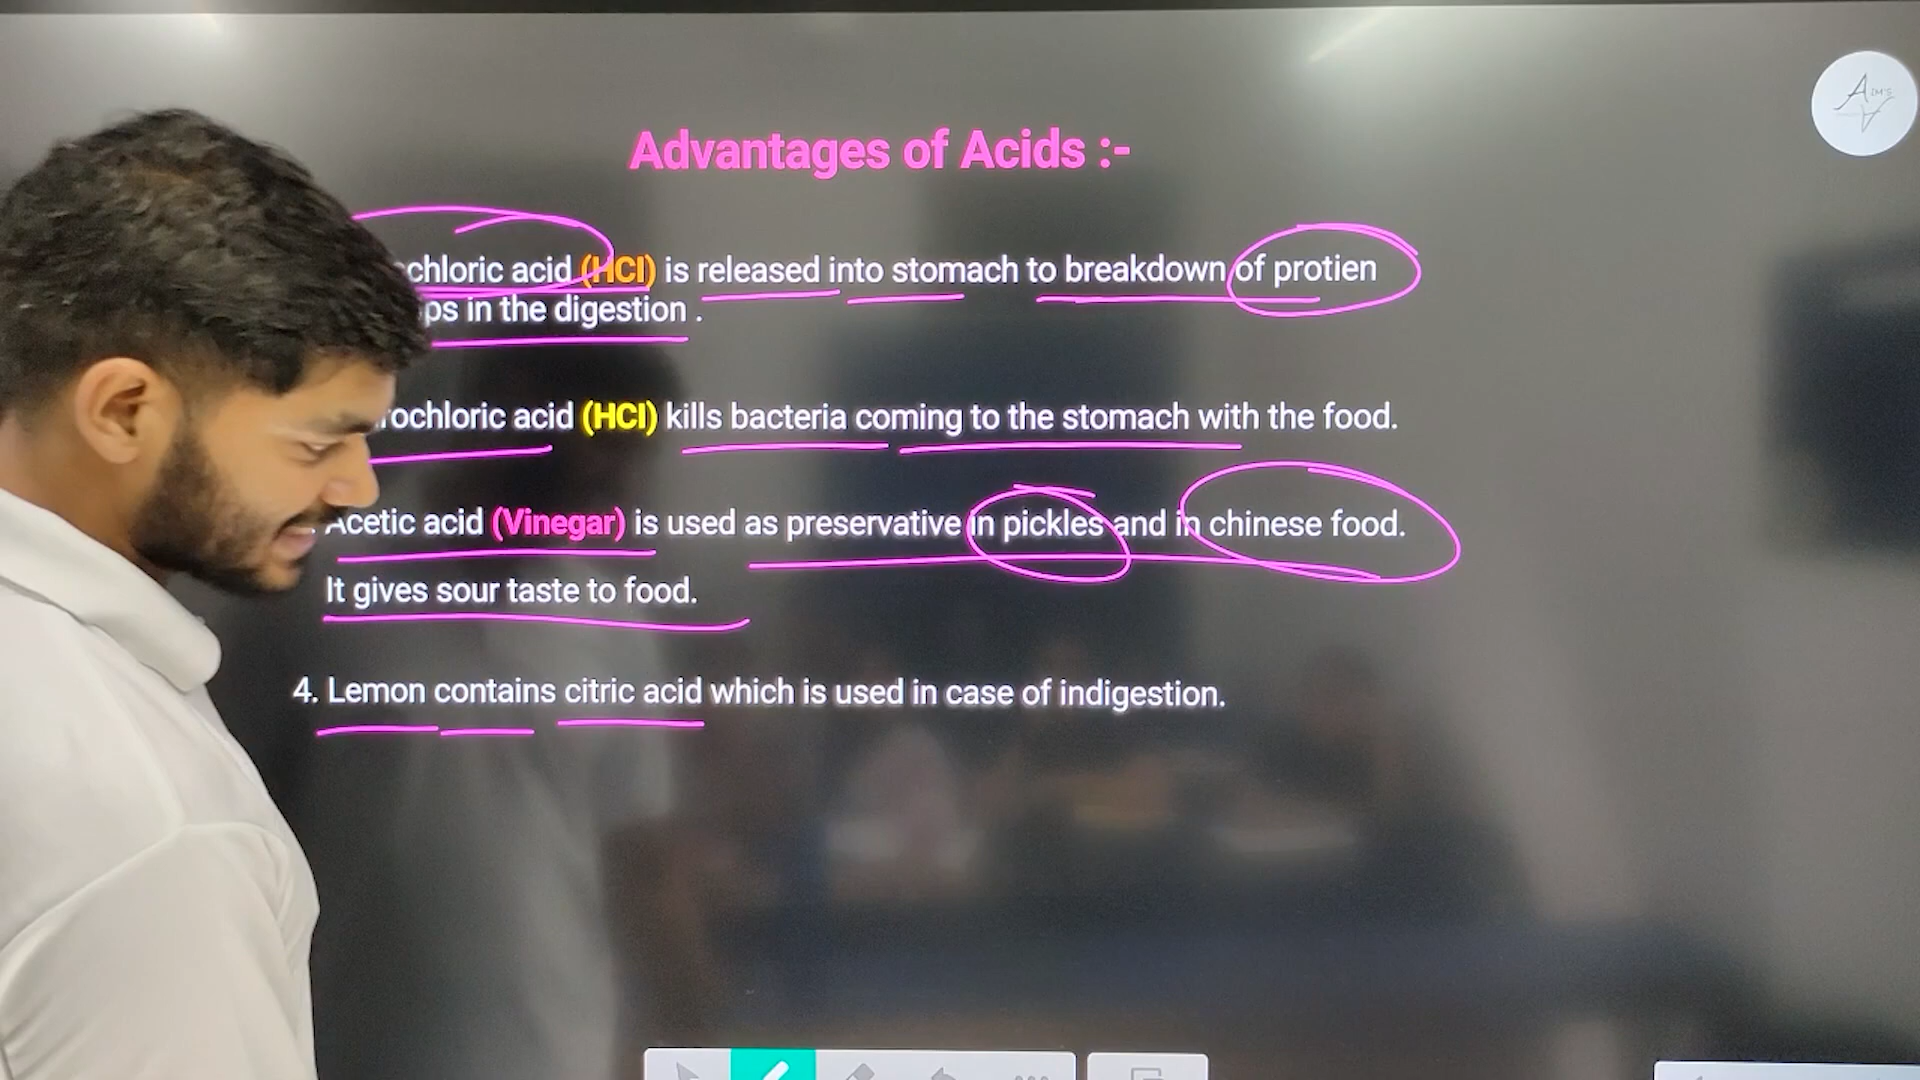 Advantages of Acids :-
chloric acid (HCl) is released into stomach to breakdown of protien
ps in the digestion .
rochloric acid (HCl) kills bacteria coming to the stomach with the food.
Acetic acid (Vinegar) is used as preservative in pickles and in chinese food.
It gives sour taste to food.
4. Lemon contains citric acid which is used in case of indigestion.
AIM'S